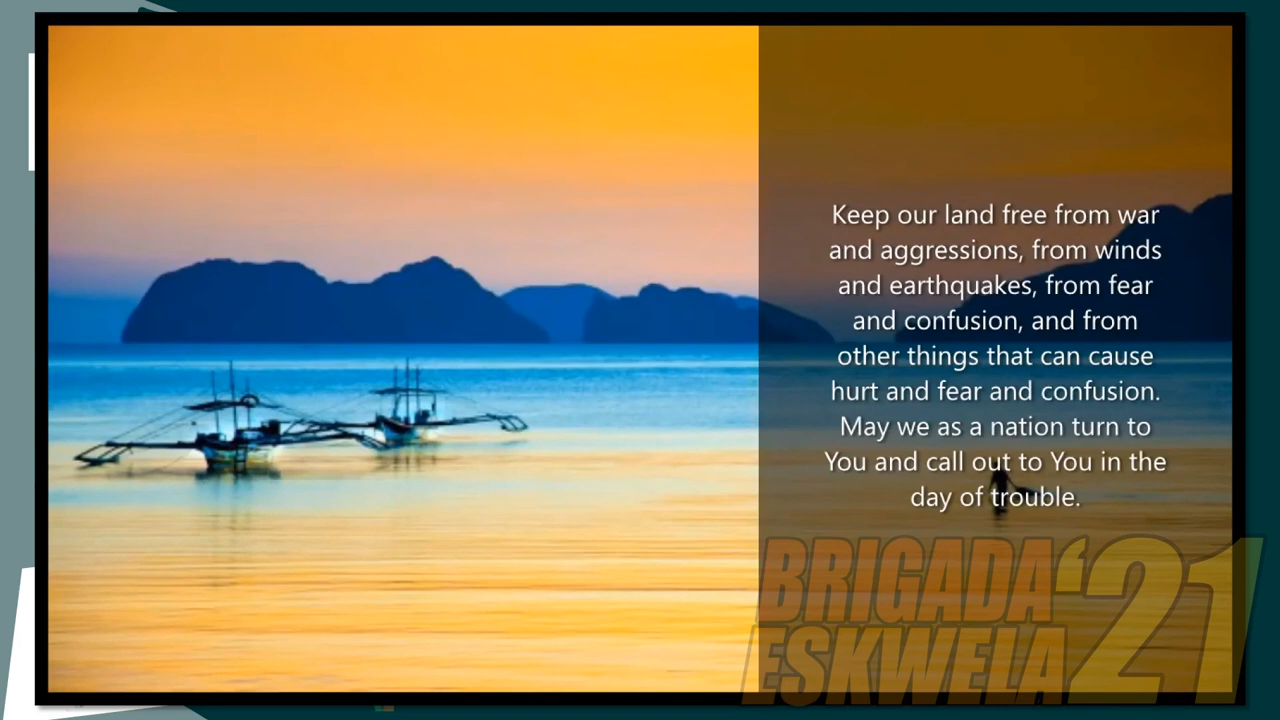 Keep our land free from war
and aggressions, from winds
and earthquakes, from fear
and confusion, and from
other things that can cause
hurt and fear and confusion.
May we as a nation turn to
You and call out to You in the
day of trouble.
BRIGADA
ESKWELA
‘21